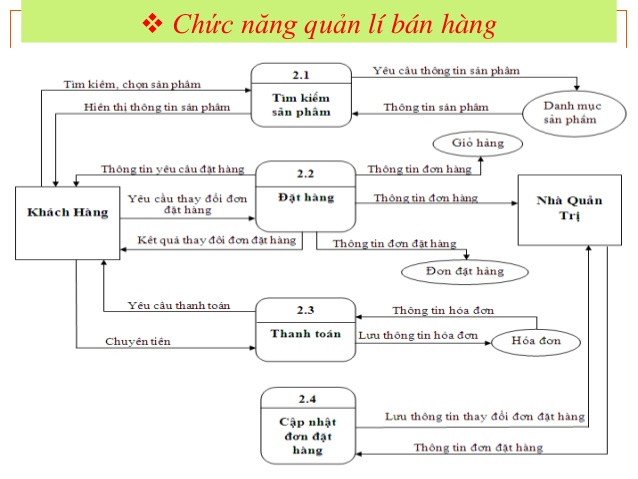 ❖ Chức năng quản lí bán hàng
2.1
Tìm kiếm
sản phẩm
Tìm kiếm, chọn sản phẩm
Hiển thị thông tin sản phẩm
Yêu cầu thông tin sản phẩm
Thông tin sản phẩm
Danh mục
sản phẩm
Giỏ hàng
2.2
Đặt hàng
Thông tin yêu cầu đặt hàng
Thông tin đơn hàng
Yêu cầu thay đổi đơn
đặt hàng
Thông tin đơn hàng
Khách Hàng
Nhà Quản
Trị
Kết quả thay đổi đơn đặt hàng
Thông tin đơn đặt hàng
Đơn đặt hàng
Yêu cầu thanh toán
2.3
Thanh toán
Thông tin hóa đơn
Chuyển tiền
Lưu thông tin hóa đơn
Hóa đơn
2.4
Cập nhật
đơn đặt
hàng
Lưu thông tin thay đổi đơn đặt hàng
Thông tin đơn đặt hàng